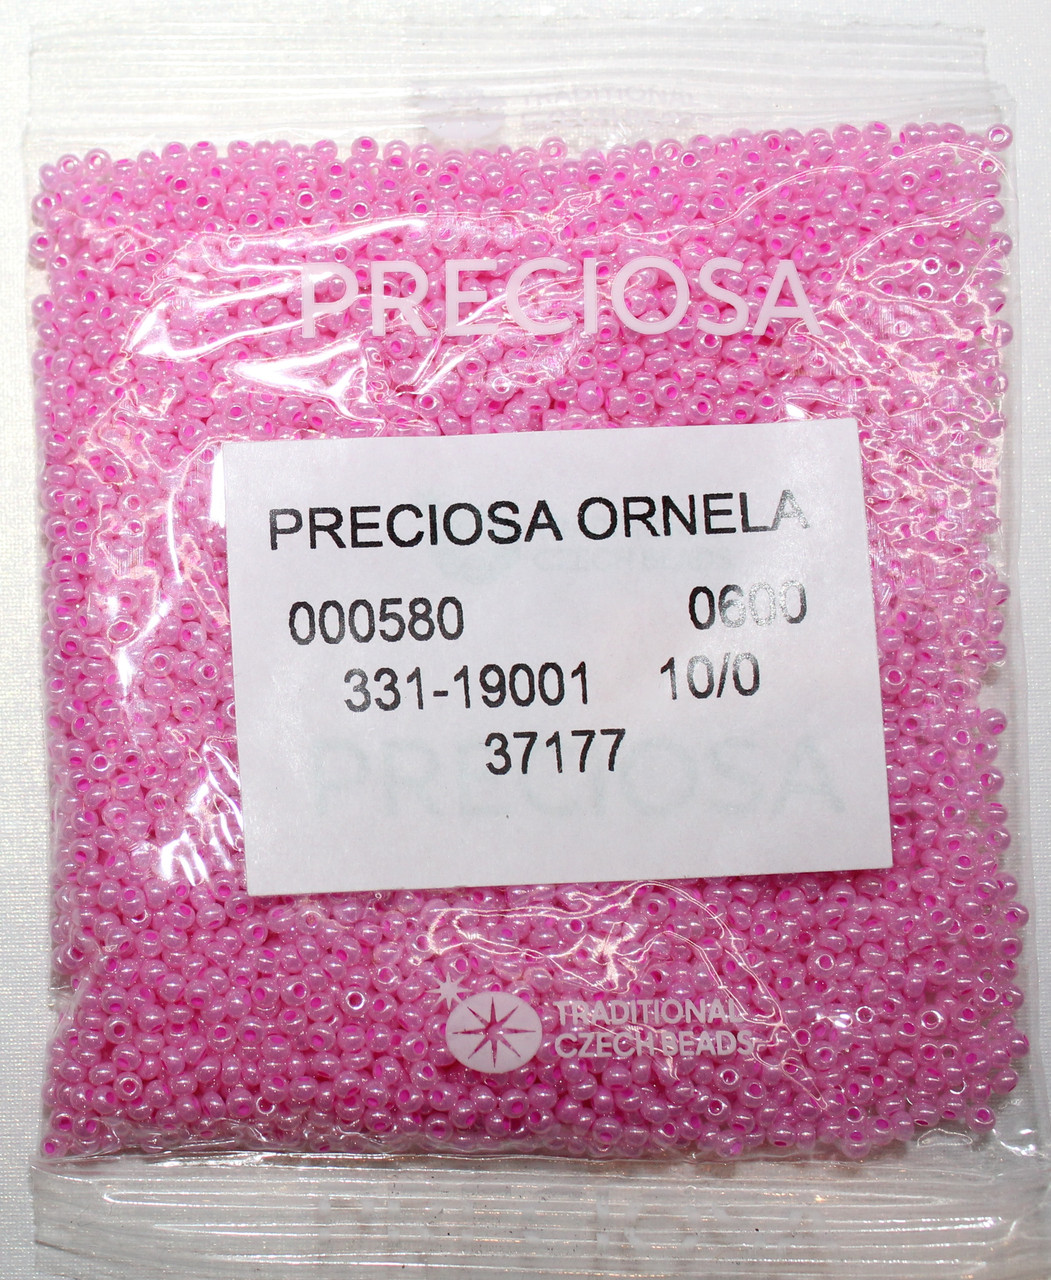 PRECIOSA
PRECIOSA ORNELA
000580 0600
331-19001 10/0
37177
TRADITIONAL
CZECH BEADS